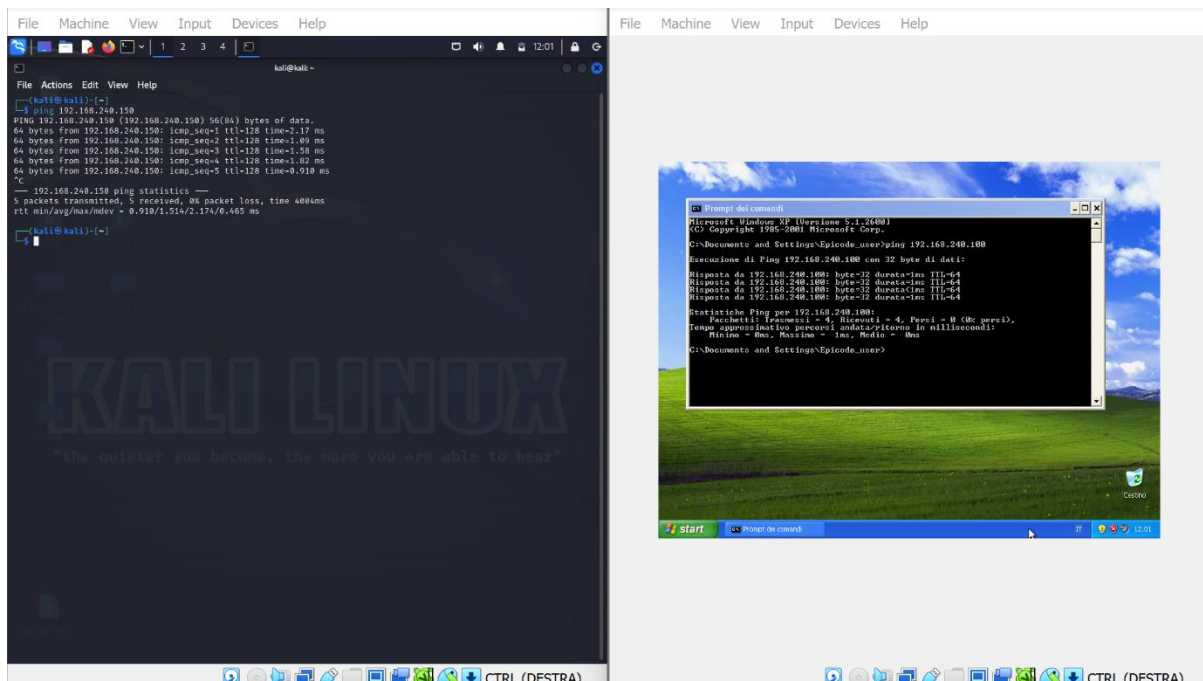 File Machine View Input Devices Help
1 2 3 4 12:01
kali@kali: ~
File Actions Edit View Help
(kali㉿kali)-[~]
$ ping 192.168.240.150
PING 192.168.240.150 (192.168.240.150) 56(84) bytes of data.
64 bytes from 192.168.240.150: icmp_seq=1 ttl=128 time=2.17 ms
64 bytes from 192.168.240.150: icmp_seq=2 ttl=128 time=1.09 ms
64 bytes from 192.168.240.150: icmp_seq=3 ttl=128 time=1.58 ms
64 bytes from 192.168.240.150: icmp_seq=4 ttl=128 time=1.82 ms
64 bytes from 192.168.240.150: icmp_seq=5 ttl=128 time=0.910 ms
^C
— 192.168.240.150 ping statistics —
5 packets transmitted, 5 received, 0% packet loss, time 4004ms
rtt min/avg/max/mdev = 0.910/1.514/2.174/0.465 ms
(kali㉿kali)-[~]
$
KALI LINUX
"the quieter you become, the more you are able to hear"
CTRL (DESTRA)
File Machine View Input Devices Help
Prompt dei comandi
Microsoft Windows XP [Versione 5.1.2600]
(C) Copyright 1985-2001 Microsoft Corp.
C:\Documents and Settings\Epicode_user>ping 192.168.240.100
Esecuzione di Ping 192.168.240.100 con 32 byte di dati:
Risposta da 192.168.240.100: byte=32 durata=1ms TTL=64
Risposta da 192.168.240.100: byte=32 durata=1ms TTL=64
Risposta da 192.168.240.100: byte=32 durata<1ms TTL=64
Risposta da 192.168.240.100: byte=32 durata=1ms TTL=64
Statistiche Ping per 192.168.240.100:
Pacchetti: Trasmessi = 4, Ricevuti = 4, Persi = 0 (0% persi),
Tempo approssimativo percorsi andata/ritorno in millisecondi:
Minimo = 0ms, Massimo = 1ms, Medio = 0ms
C:\Documents and Settings\Epicode_user>
Cestino
start Prompt dei comandi IT 12.01
CTRL (DESTRA)